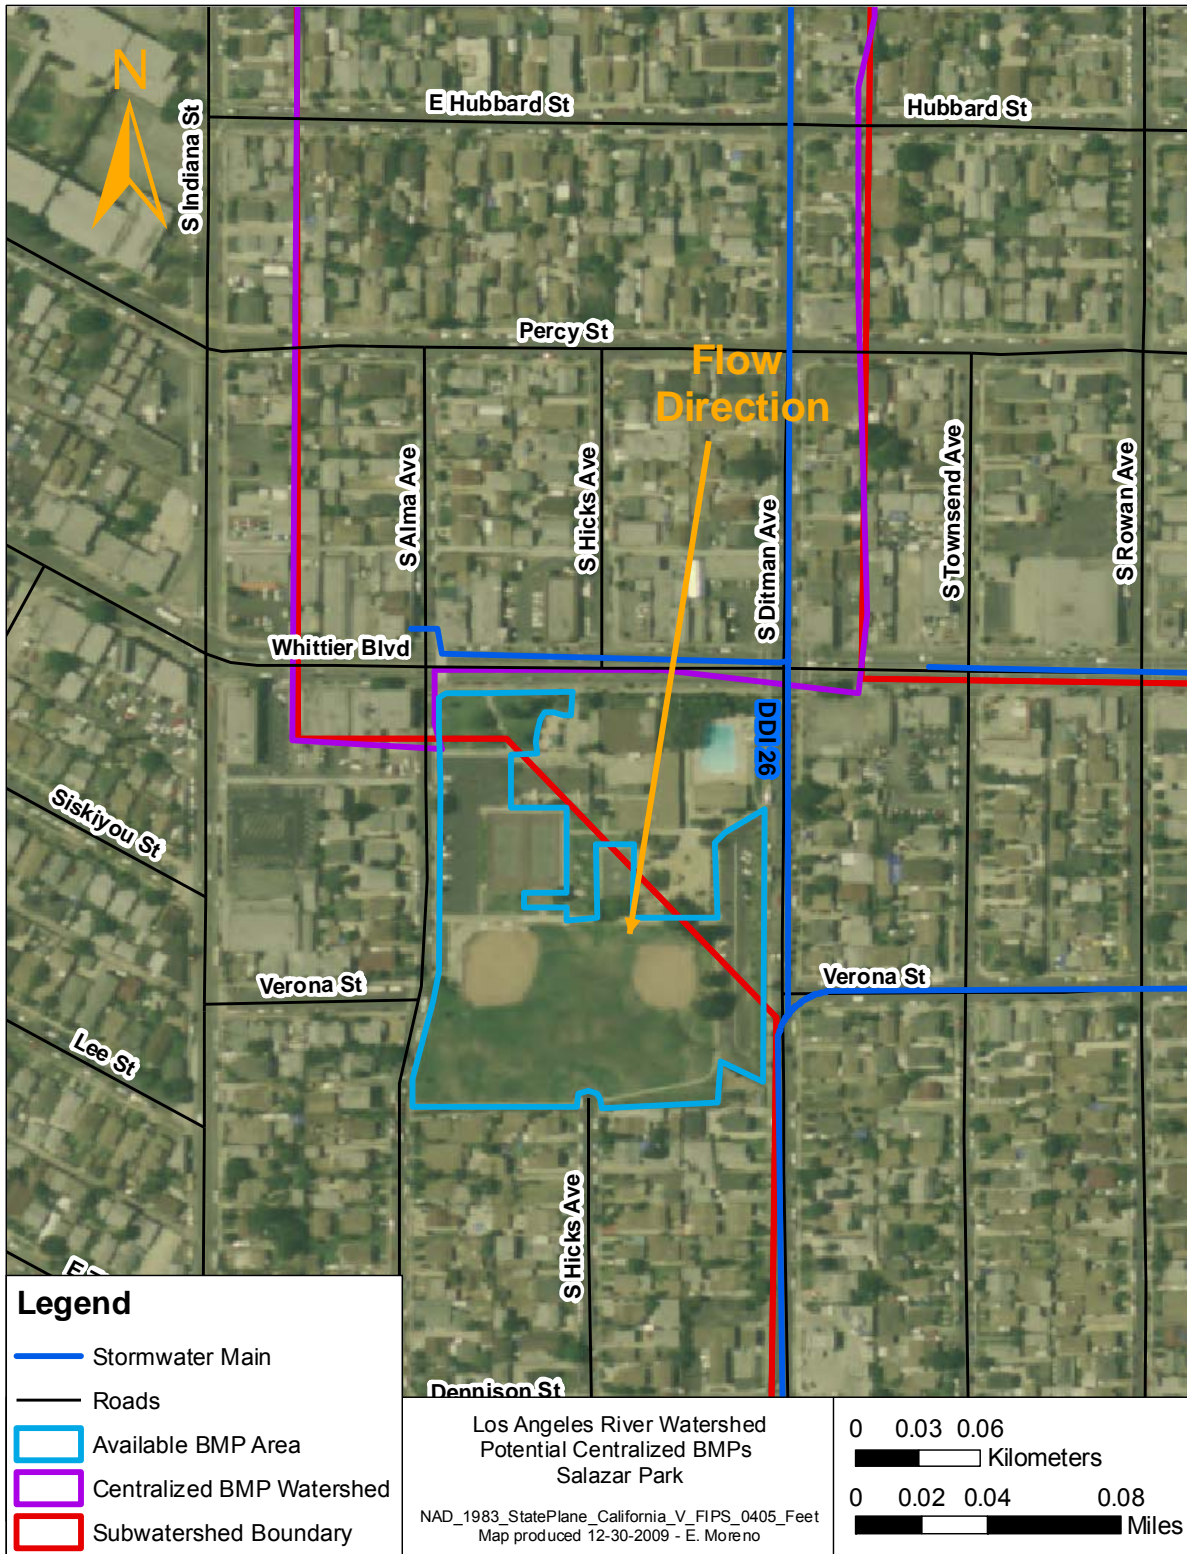 N
S Indiana St
E Hubbard St
Hubbard St
Percy St
Flow
Direction
S Alma Ave
S Hicks Ave
S Ditman Ave
S Townsend Ave
S Rowan Ave
Whittier Blvd
DDI 26
Siskiyou St
Verona St
Verona St
Lee St
S Hicks Ave
Dennison St
Legend
Stormwater Main
Roads
Available BMP Area
Centralized BMP Watershed
Subwatershed Boundary
Los Angeles River Watershed
Potential Centralized BMPs
Salazar Park
NAD_1983_StatePlane_California_V_FIPS_0405_Feet
Map produced 12-30-2009 - E. Moreno
0 0.03 0.06
Kilometers
0 0.02 0.04 0.08
Miles